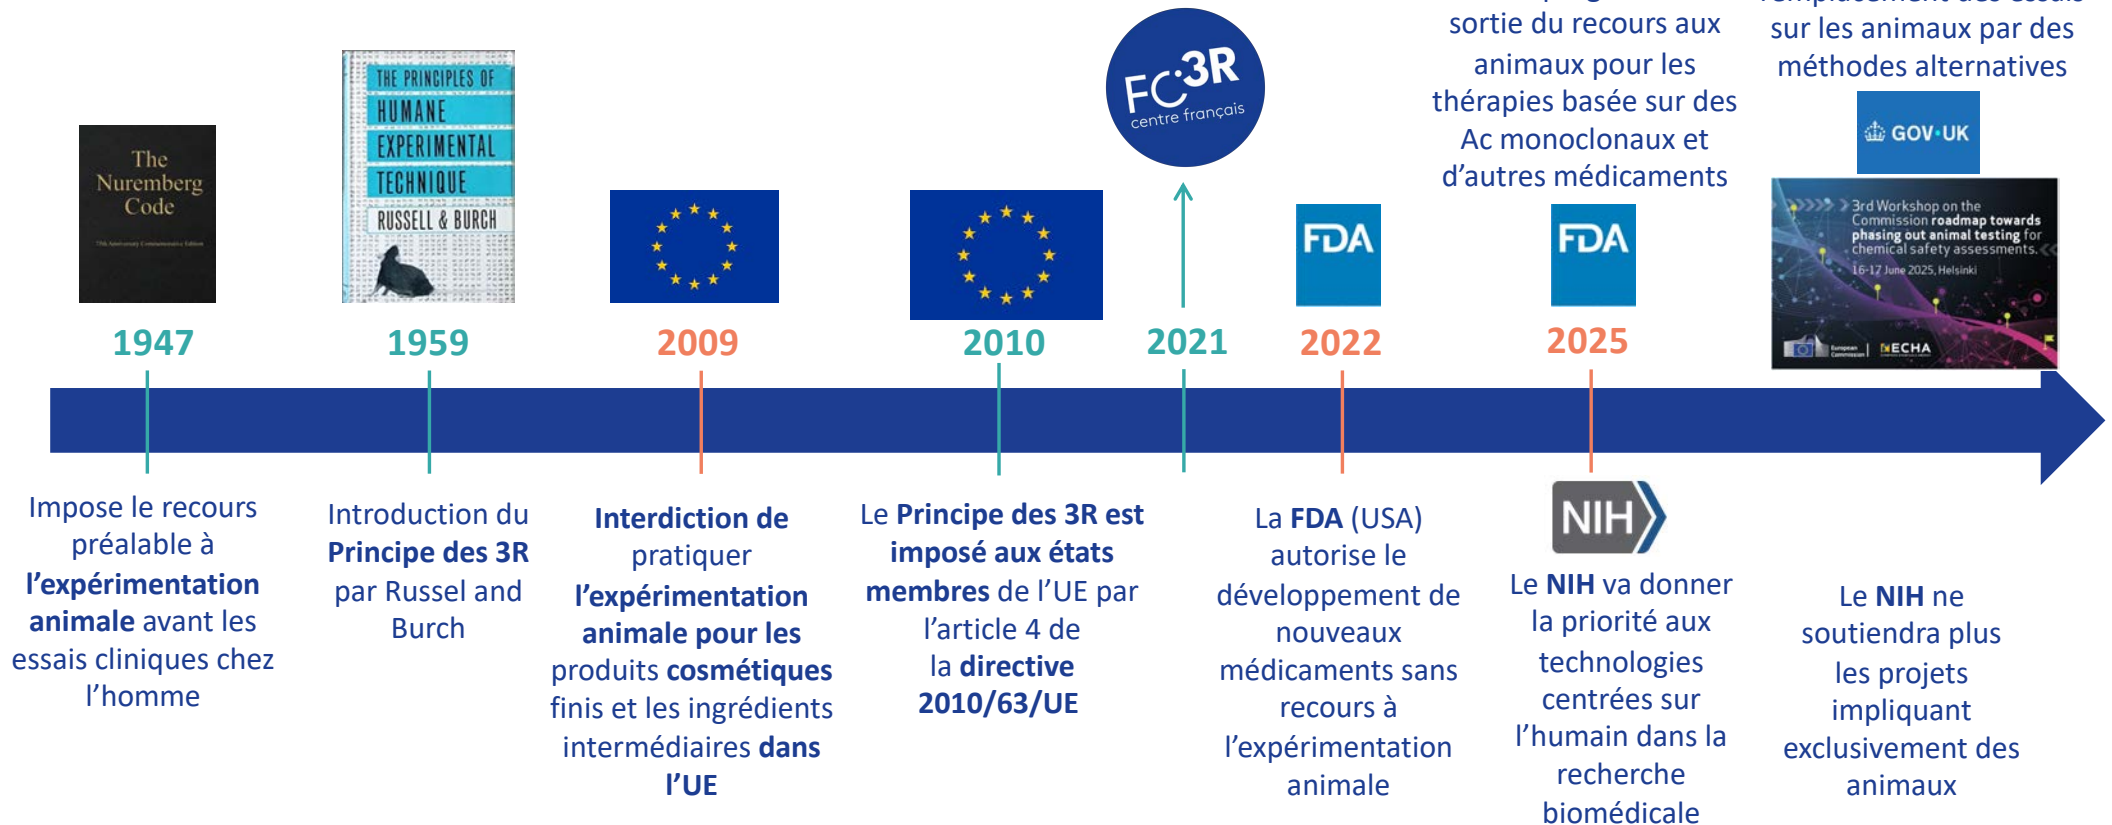 sortie du recours aux
animaux pour les
thérapies basée sur des
Ac monoclonaux et
d'autres médicaments
sur les animaux par des
méthodes alternatives
The
Nuremberg
Code
75th Anniversary Commemorative Edition
THE PRINCIPLES OF
HUMANE
EXPERIMENTAL
TECHNIQUE
RUSSELL & BURCH
FC3R
centre français
FDA
FDA
GOV·UK
3rd Workshop on the
Commission roadmap towards
phasing out animal testing for
chemical safety assessments.
16-17 June 2025, Helsinki
European
Commission
ECHA
1947
1959
2009
2010
2021
2022
2025
Impose le recours
préalable à
l'expérimentation
animale avant les
essais cliniques chez
l'homme
Introduction du
Principe des 3R
par Russel and
Burch
Interdiction de
pratiquer
l'expérimentation
animale pour les
produits cosmétiques
finis et les ingrédients
intermédiaires dans
l'UE
Le Principe des 3R est
imposé aux états
membres de l'UE par
l'article 4 de
la directive
2010/63/UE
La FDA (USA)
autorise le
développement de
nouveaux
médicaments sans
recours à
l'expérimentation
animale
NIH
Le NIH va donner
la priorité aux
technologies
centrées sur
l'humain dans la
recherche
biomédicale
Le NIH ne
soutiendra plus
les projets
impliquant
exclusivement des
animaux